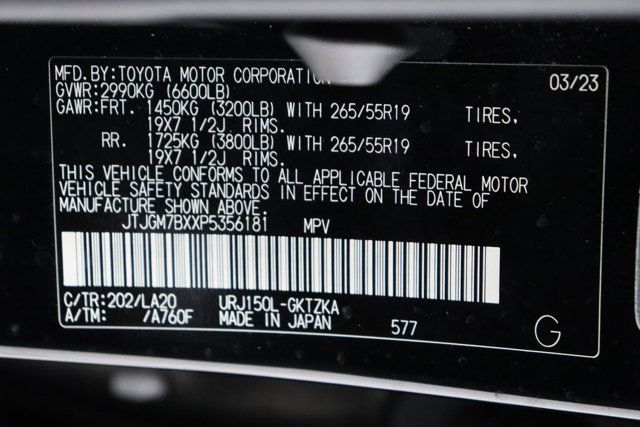 MFD.BY:TOYOTA MOTOR CORPORATION 03/23
GVWR:2990KG (6600LB)
GAWR:FRT. 1450KG (3200LB) WITH 265/55R19 TIRES,
19X7 1/2J RIMS.
RR. 1725KG (3800LB) WITH 265/55R19 TIRES,
19X7 1/2J RIMS.
THIS VEHICLE CONFORMS TO ALL APPLICABLE FEDERAL MOTOR
VEHICLE SAFETY STANDARDS IN EFFECT ON THE DATE OF
MANUFACTURE SHOWN ABOVE.
JTJGM7BXXP5356181 MPV
C/TR:202/LA20 URJ150L-GKTZKA
A/TM: /A760F MADE IN JAPAN 577 G